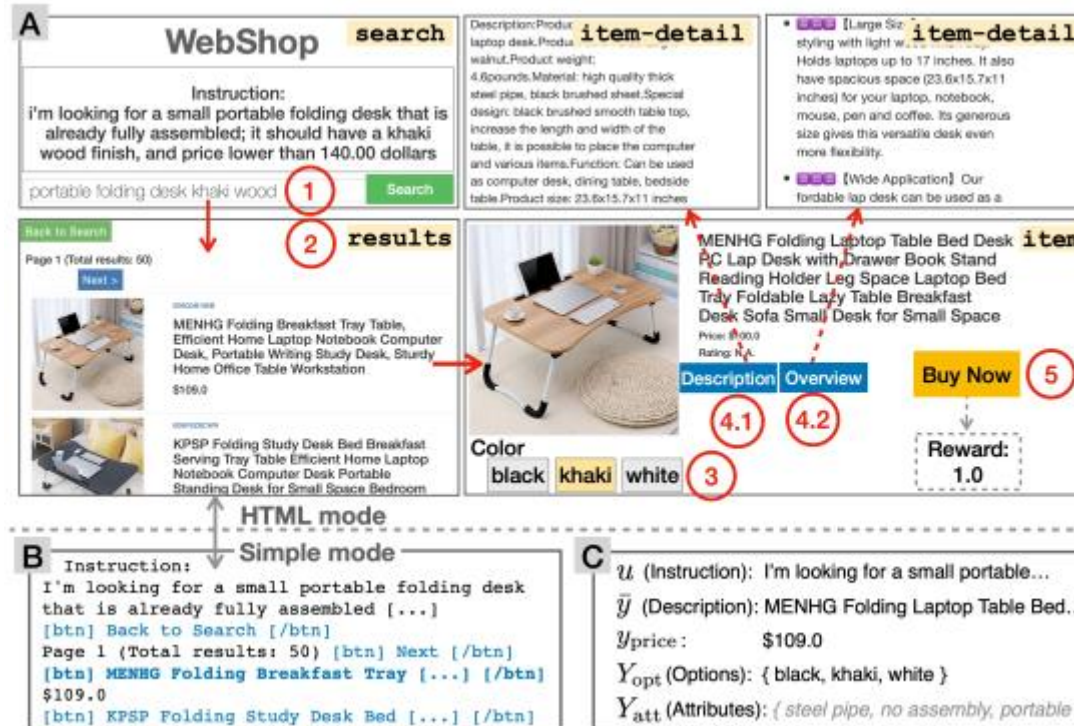 A
WebShop
search
Instruction:
i'm looking for a small portable folding desk that is
already fully assembled; it should have a khaki
wood finish, and price lower than 140.00 dollars
portable folding desk khaki wood
1
Search
item-detail
Description:Produc
laptop desk.Produ
walnut.Product weight:
4.6pounds.Material: high quality thick
steel pipe, black brushed sheet.Special
design: black brushed smooth table top,
increase the length and width of the
table, it is possible to place the computer
and various items.Function: Can be used
as computer desk, dining table, bedside
table.Product size: 23.6x15.7x11 inches
item-detail
[Large Siz
styling with light w
Holds laptops up to 17 inches. It also
have spacious space (23.6x15.7x11
inches) for your laptop, notebook,
mouse, pen and coffee. Its generous
size gives this versatile desk even
more flexibility.
[Wide Application] Our
fordable lap desk can be used as a
Back to Search
2
results
Page 1 (Total results: 50)
Next >
MENHG Folding Breakfast Tray Table,
Efficient Home Laptop Notebook Computer
Desk, Portable Writing Study Desk, Sturdy
Home Office Table Workstation
$109.0
KPSP Folding Study Desk Bed Breakfast
Serving Tray Table Efficient Home Laptop
Notebook Computer Desk Portable
Standing Desk for Small Space Bedroom
item
MENHG Folding Laptop Table Bed Desk
PC Lap Desk with Drawer Book Stand
Reading Holder Leg Space Laptop Bed
Tray Foldable Lazy Table Breakfast
Desk Sofa Small Desk for Small Space
Price: $100.0
Rating: N.A.
Description Overview
4.1 4.2
Buy Now 5
Reward:
1.0
Color
black khaki white 3
HTML mode
Simple mode
B
Instruction:
I'm looking for a small portable folding desk
that is already fully assembled [...]
[btn] Back to Search [/btn]
Page 1 (Total results: 50) [btn] Next [/btn]
[btn] MENHG Folding Breakfast Tray [...] [/btn]
$109.0
[btn] KPSP Folding Study Desk Bed [...] [/btn]
C
u (Instruction): I'm looking for a small portable...
ȳ (Description): MENHG Folding Laptop Table Bed..
yprice: $109.0
Yopt (Options): { black, khaki, white }
Yatt (Attributes): { steel pipe, no assembly, portable